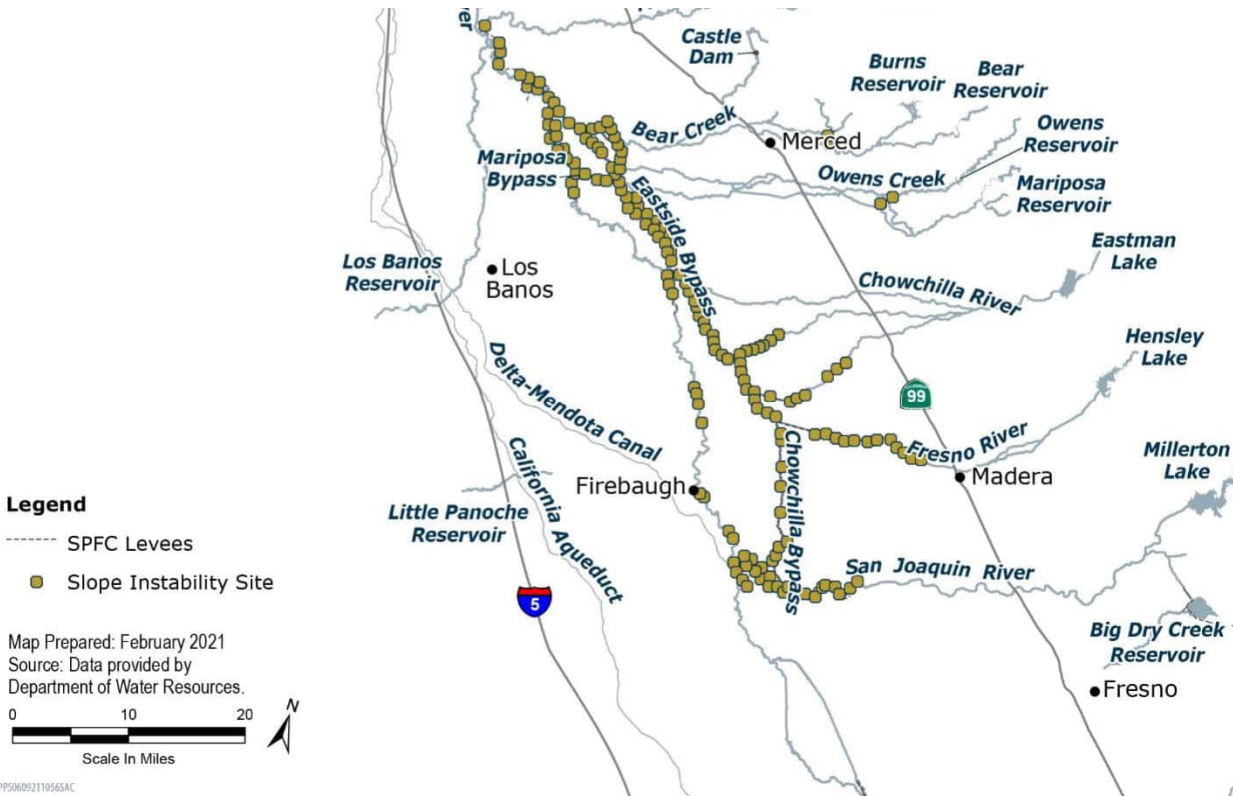 er
Castle
Dam
Burns
Reservoir
Bear
Reservoir
Bear Creek
Merced
Owens
Reservoir
Mariposa
Bypass
Owens Creek
Mariposa
Reservoir
Eastside Bypass
Eastman
Lake
Los Banos
Reservoir
Los
Banos
Chowchilla River
Hensley
Lake
Delta-Mendota Canal
99
California Aqueduct
Chowchilla Bypass
Fresno River
Millerton
Lake
Firebaugh
Madera
Legend
Little Panoche
Reservoir
SPFC Levees
San Joaquin River
Slope Instability Site
5
Big Dry Creek
Reservoir
Map Prepared: February 2021
Source: Data provided by
Department of Water Resources.
Fresno
N
0 10 20
Scale In Miles
PPS0609211056SAC